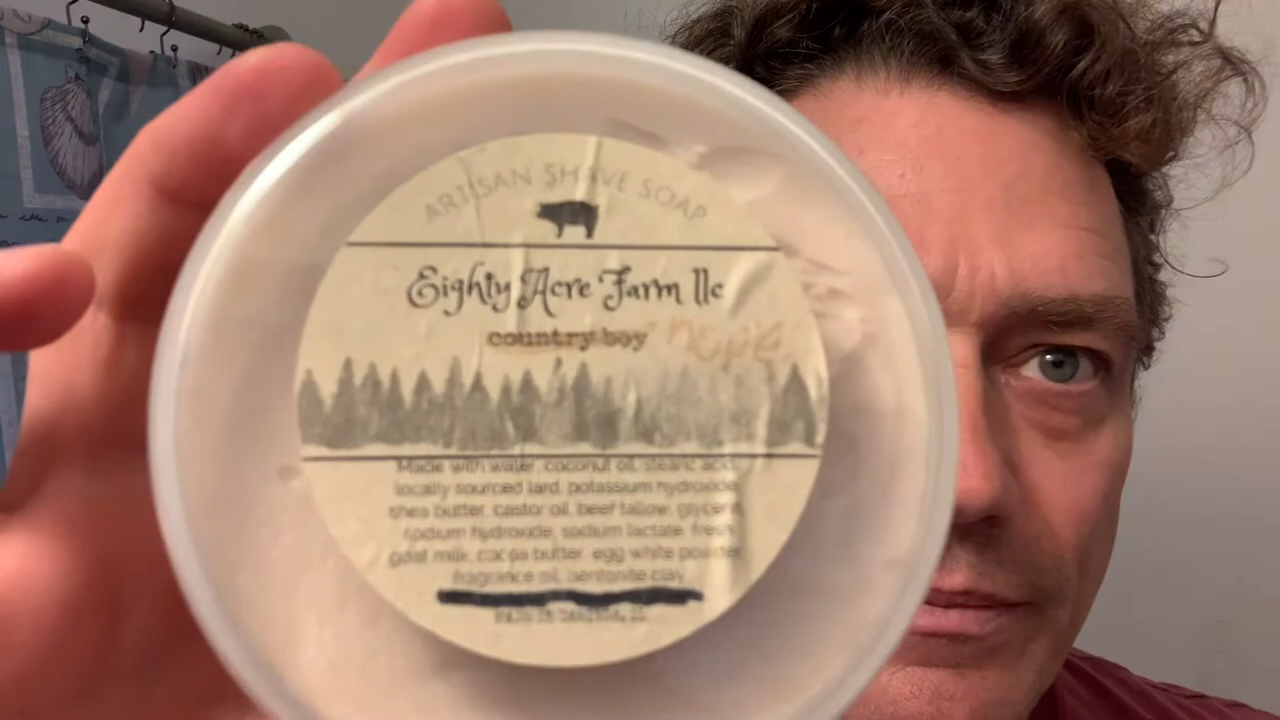 ARTISAN SHAVE SOAP
Eighty Acre Farm llc
country boy
Made with water, coconut oil, stearic acid,
locally sourced lard, potassium hydroxide
shea butter, castor oil, beef tallow, glycerin,
sodium hydroxide, sodium lactate, fresh
goat milk, cocoa butter, egg white powder
fragrance oil, bentonite clay